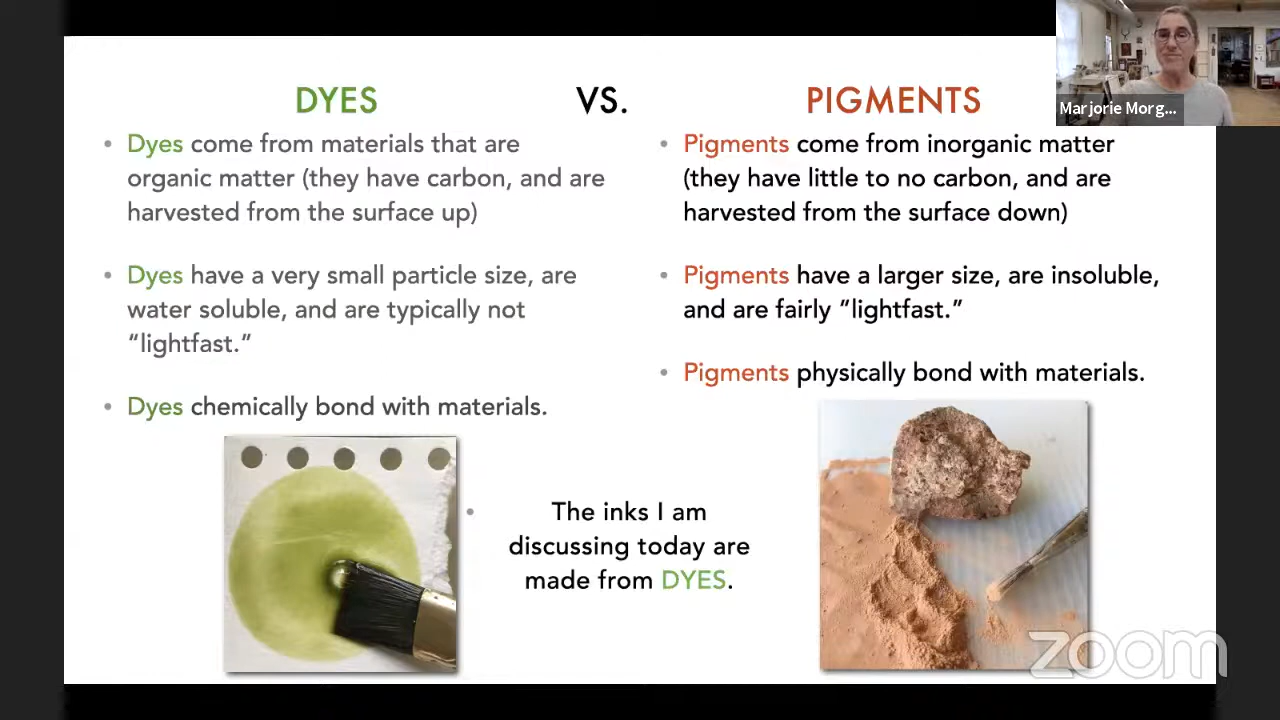 DYES
VS.
PIGMENTS
Marjorie Morg...
• Dyes come from materials that are
organic matter (they have carbon, and are
harvested from the surface up)
• Dyes have a very small particle size, are
water soluble, and are typically not
“lightfast.”
• Dyes chemically bond with materials.
• Pigments come from inorganic matter
(they have little to no carbon, and are
harvested from the surface down)
• Pigments have a larger size, are insoluble,
and are fairly “lightfast.”
• Pigments physically bond with materials.
• The inks I am
discussing today are
made from DYES.
zoom